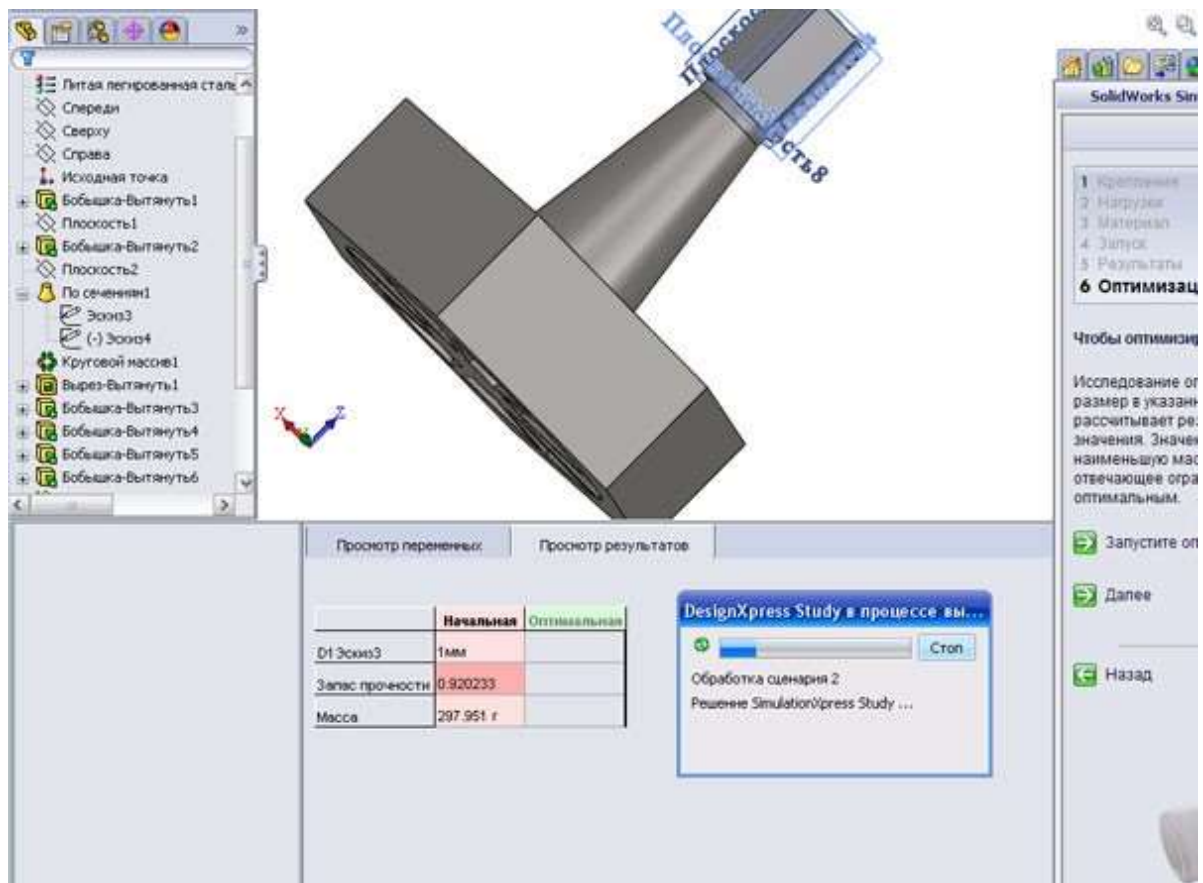 Литая легированная сталь
Спереди
Сверху
Справа
Исходная точка
Бобышка-Вытянуть1
Плоскость1
Бобышка-Вытянуть2
Плоскость2
По сечениям1
Эскиз3
(-) Эскиз4
Круговой массив1
Вырез-Вытянуть1
Бобышка-Вытянуть3
Бобышка-Вытянуть4
Бобышка-Вытянуть5
Бобышка-Вытянуть6
X
Z
SolidWorks Sim
1 Крепления
2 Нагрузки
3 Материал
4 Запуск
5 Результаты
6 Оптимизац
Чтобы оптимизир
Исследование оп
размер в указанн
рассчитывает рез
значения. Значен
наименьшую мас
отвечающее огра
оптимальным.
Запустите оп
Далее
Назад
Просмотр переменных
Просмотр результатов
Начальная Оптимальная
D1 Эскиз3 1мм
Запас прочности 0.920233
Масса 297.951 г
DesignXpress Study в процессе вы...
Стоп
Обработка сценария 2
Решение SimulationXpress Study ...